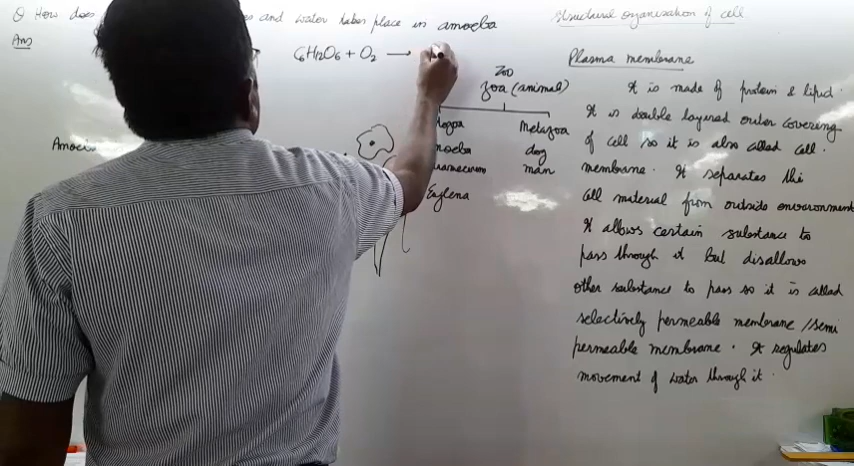 Q How does
and water takes place in amoeba
Ans
C6H12O6 + O2 →
Zoo
Zoa (animal)
Metazoa
dog
man
Euglena
Structural organisation of cell
Plasma membrane
It is made of protein & lipid.
It is double layered outer covering
of cell so it is also called cell
membrane. It separates the
cell material from outside environment
It allows certain substance to
pass through it but disallows
other substance to pass so it is called
selectively permeable membrane /semi
permeable membrane. It regulates
movement of water through it.